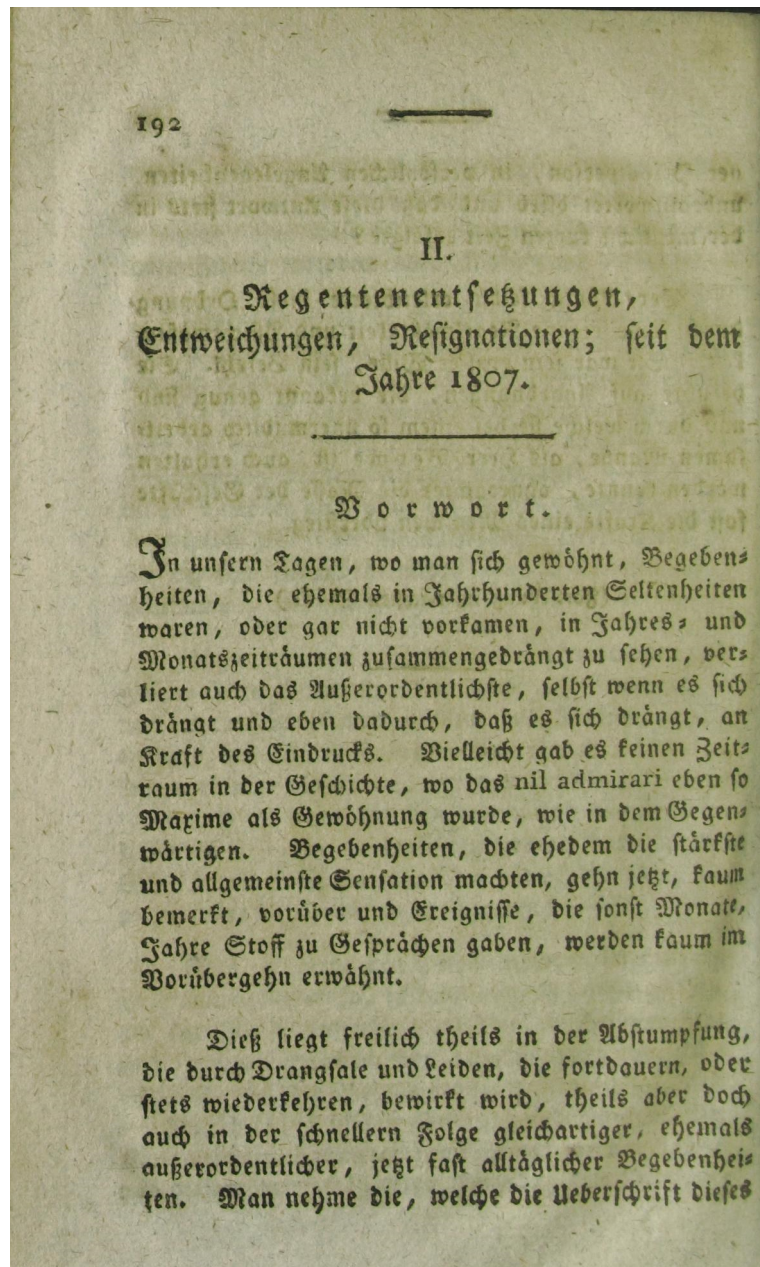 192
II.
Regentenentsetzungen,
Entweichungen, Resignationen; seit dem
Jahre 1807.
Vorwort.
In unsern Tagen, wo man sich gewöhnt, Begeben⸗
heiten, die ehemals in Jahrhunderten Seltenheiten
waren, oder gar nicht vorkamen, in Jahres⸗ und
Monatszeiträumen zusammengedrängt zu sehen, ver⸗
liert auch das Außerordentlichste, selbst wenn es sich
drängt und eben dadurch, daß es sich drängt, an
Kraft des Eindrucks. Vielleicht gab es keinen Zeit⸗
raum in der Geschichte, wo das nil admirari eben so
Maxime als Gewöhnung wurde, wie in dem Gegen⸗
wärtigen. Begebenheiten, die ehedem die stärkste
und allgemeinste Sensation machten, gehn jetzt, kaum
bemerkt, vorüber und Ereignisse, die sonst Monate,
Jahre Stoff zu Gesprächen gaben, werden kaum im
Vorübergehn erwähnt.
Dieß liegt freilich theils in der Abstumpfung,
die durch Drangsale und Leiden, die fortdauern, oder
stets wiederkehren, bewirkt wird, theils aber doch
auch in der schnellern Folge gleichartiger, ehemals
außerordentlicher, jetzt fast alltäglicher Begebenhei⸗
ten. Man nehme die, welche die Ueberschrift dieses